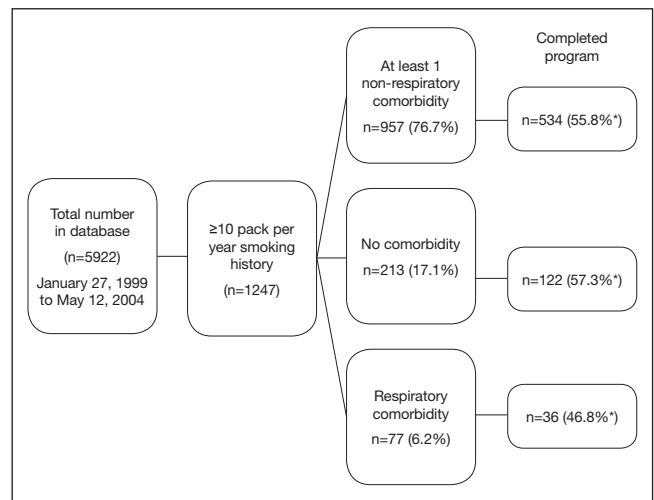 Total number
in database
(n=5922)
January 27, 1999
to May 12, 2004
≥10 pack per
year smoking
history
(n=1247)
At least 1
non-respiratory
comorbidity
n=957 (76.7%)
No comorbidity
n=213 (17.1%)
Respiratory
comorbidity
n=77 (6.2%)
Completed
program
n=534 (55.8%*)
n=122 (57.3%*)
n=36 (46.8%*)